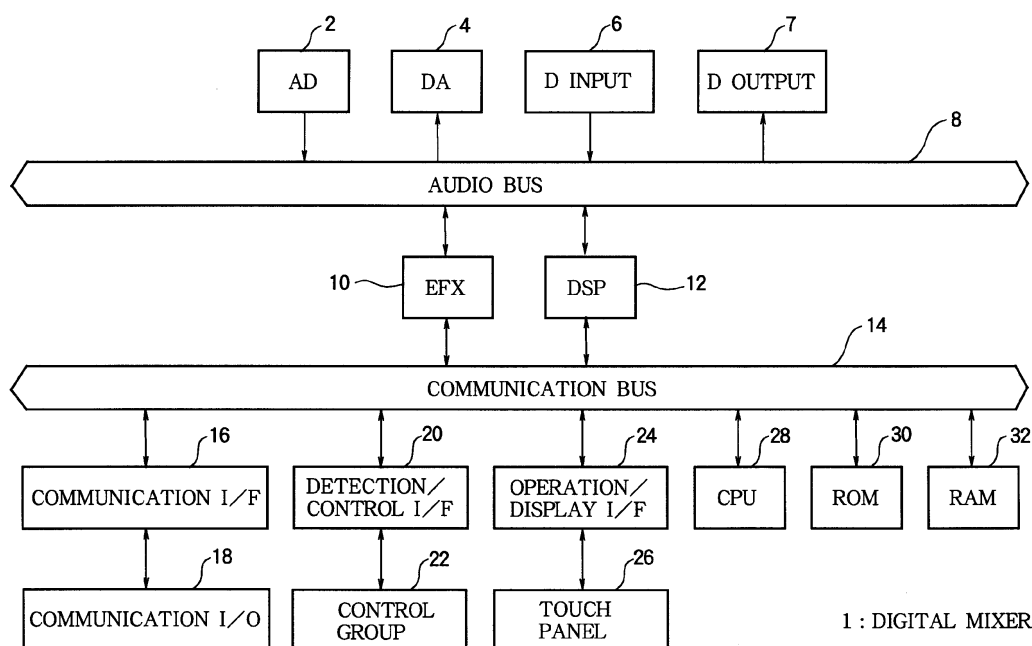 2 4 6 7
AD DA D INPUT D OUTPUT
8
AUDIO BUS
10 EFX DSP 12
14
COMMUNICATION BUS
16 20 24 28 30 32
COMMUNICATION I/F
DETECTION/
CONTROL I/F
OPERATION/
DISPLAY I/F
CPU ROM RAM
18 22 26
COMMUNICATION I/O
CONTROL
GROUP
TOUCH
PANEL
1 : DIGITAL MIXER